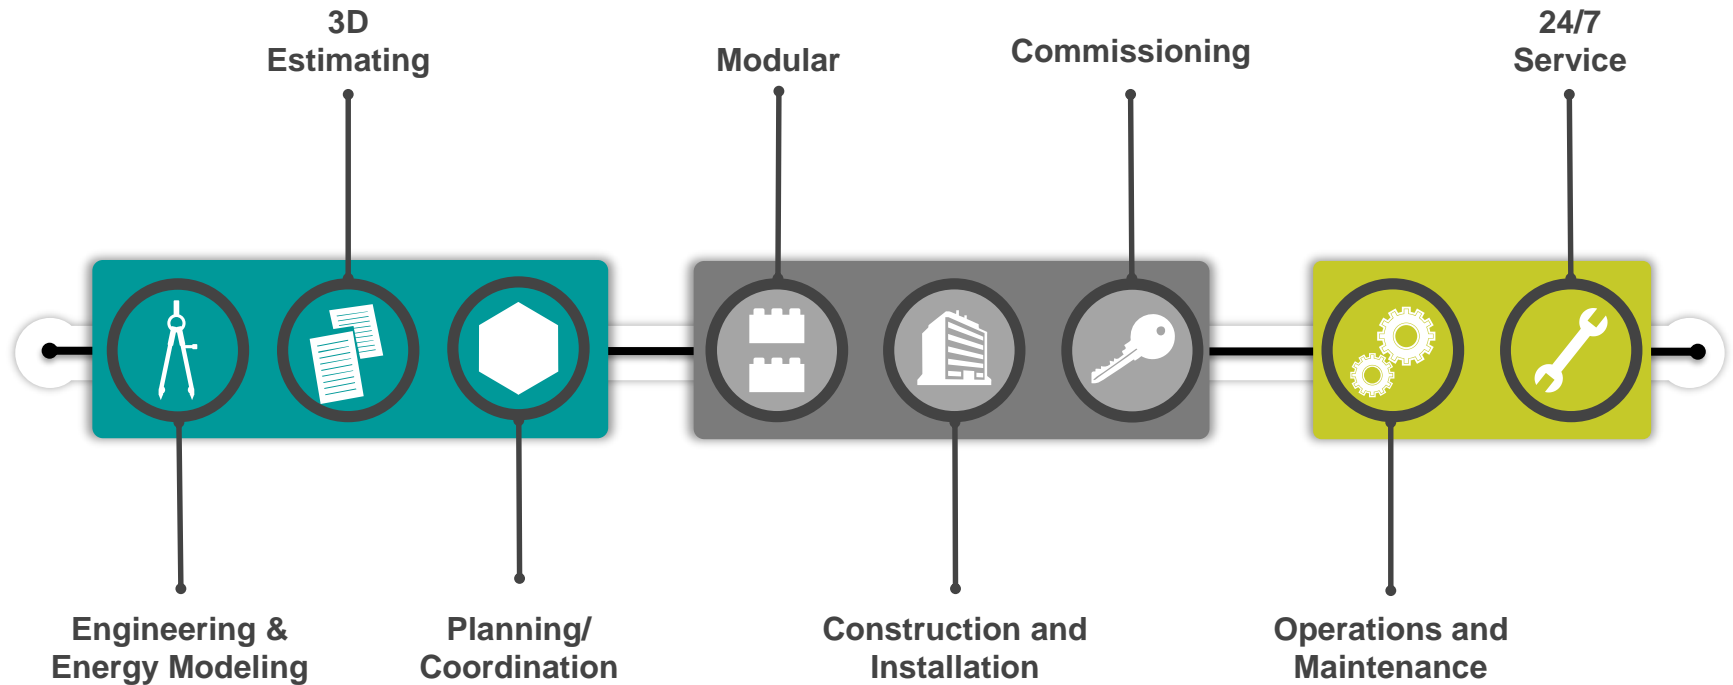 3D
Estimating
Modular
Commissioning
24/7
Service
Engineering &
Energy Modeling
Planning/
Coordination
Construction and
Installation
Operations and
Maintenance